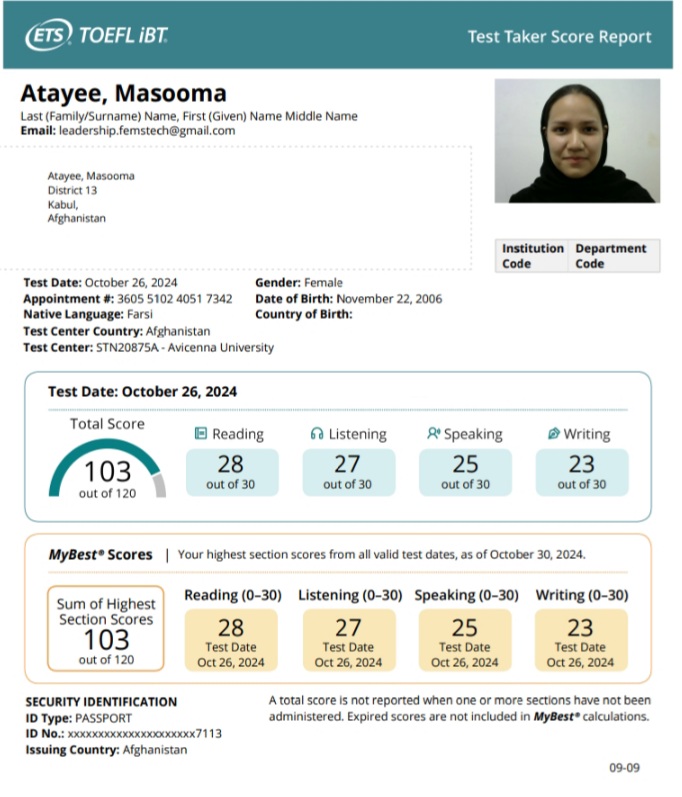 ETS TOEFL iBT.
Test Taker Score Report
Atayee, Masooma
Last (Family/Surname) Name, First (Given) Name Middle Name
Email: leadership.femstech@gmail.com
Atayee, Masooma
District 13
Kabul,
Afghanistan
Institution Code
Department Code
Test Date: October 26, 2024
Appointment #: 3605 5102 4051 7342
Native Language: Farsi
Test Center Country: Afghanistan
Test Center: STN20875A - Avicenna University
Gender: Female
Date of Birth: November 22, 2006
Country of Birth:
Test Date: October 26, 2024
Total Score
103
out of 120
Reading
28
out of 30
Listening
27
out of 30
Speaking
25
out of 30
Writing
23
out of 30
MyBest® Scores | Your highest section scores from all valid test dates, as of October 30, 2024.
Sum of Highest
Section Scores
103
out of 120
Reading (0–30)
28
Test Date
Oct 26, 2024
Listening (0–30)
27
Test Date
Oct 26, 2024
Speaking (0–30)
25
Test Date
Oct 26, 2024
Writing (0–30)
23
Test Date
Oct 26, 2024
SECURITY IDENTIFICATION
ID Type: PASSPORT
ID No.: xxxxxxxxxxxxxxxxxxxxx7113
Issuing Country: Afghanistan
A total score is not reported when one or more sections have not been
administered. Expired scores are not included in MyBest® calculations.
09-09